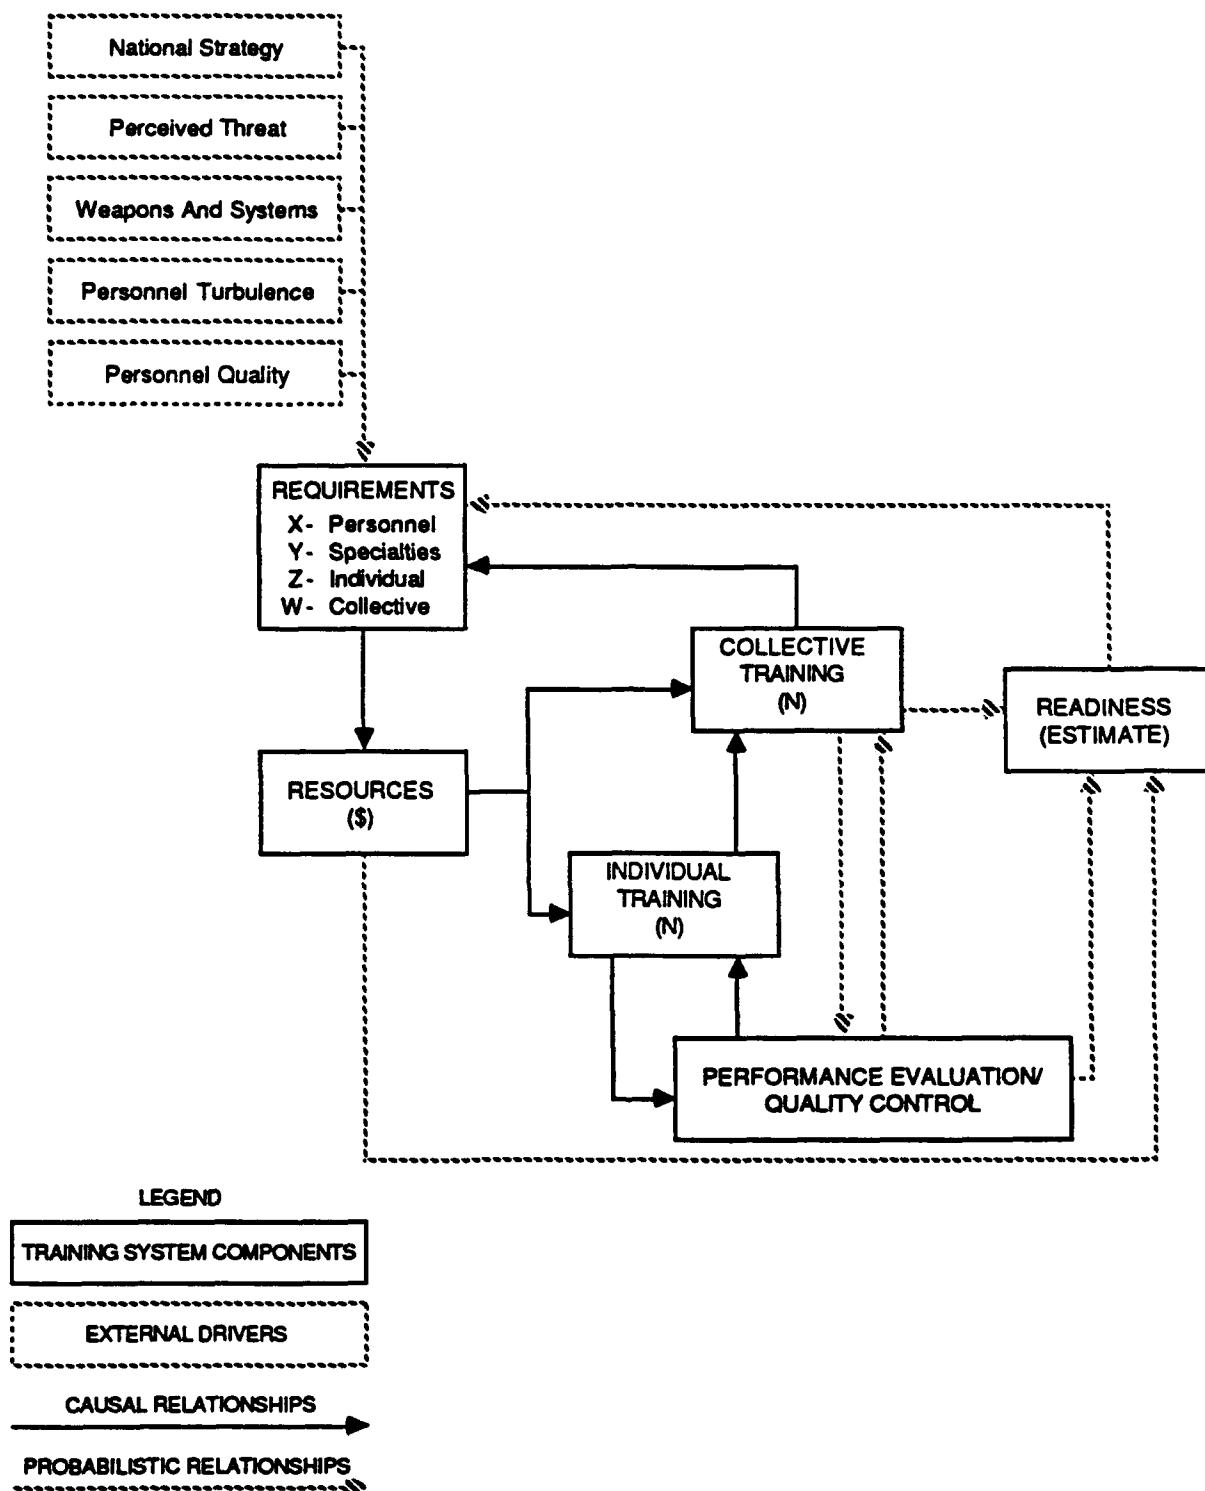 National Strategy
Perceived Threat
Weapons And Systems
Personnel Turbulence
Personnel Quality
REQUIREMENTS
X- Personnel
Y- Specialties
Z- Individual
W- Collective
COLLECTIVE
TRAINING
(N)
READINESS
(ESTIMATE)
RESOURCES
($)
INDIVIDUAL
TRAINING
(N)
PERFORMANCE EVALUATION/
QUALITY CONTROL
LEGEND
TRAINING SYSTEM COMPONENTS
EXTERNAL DRIVERS
CAUSAL RELATIONSHIPS
PROBABILISTIC RELATIONSHIPS